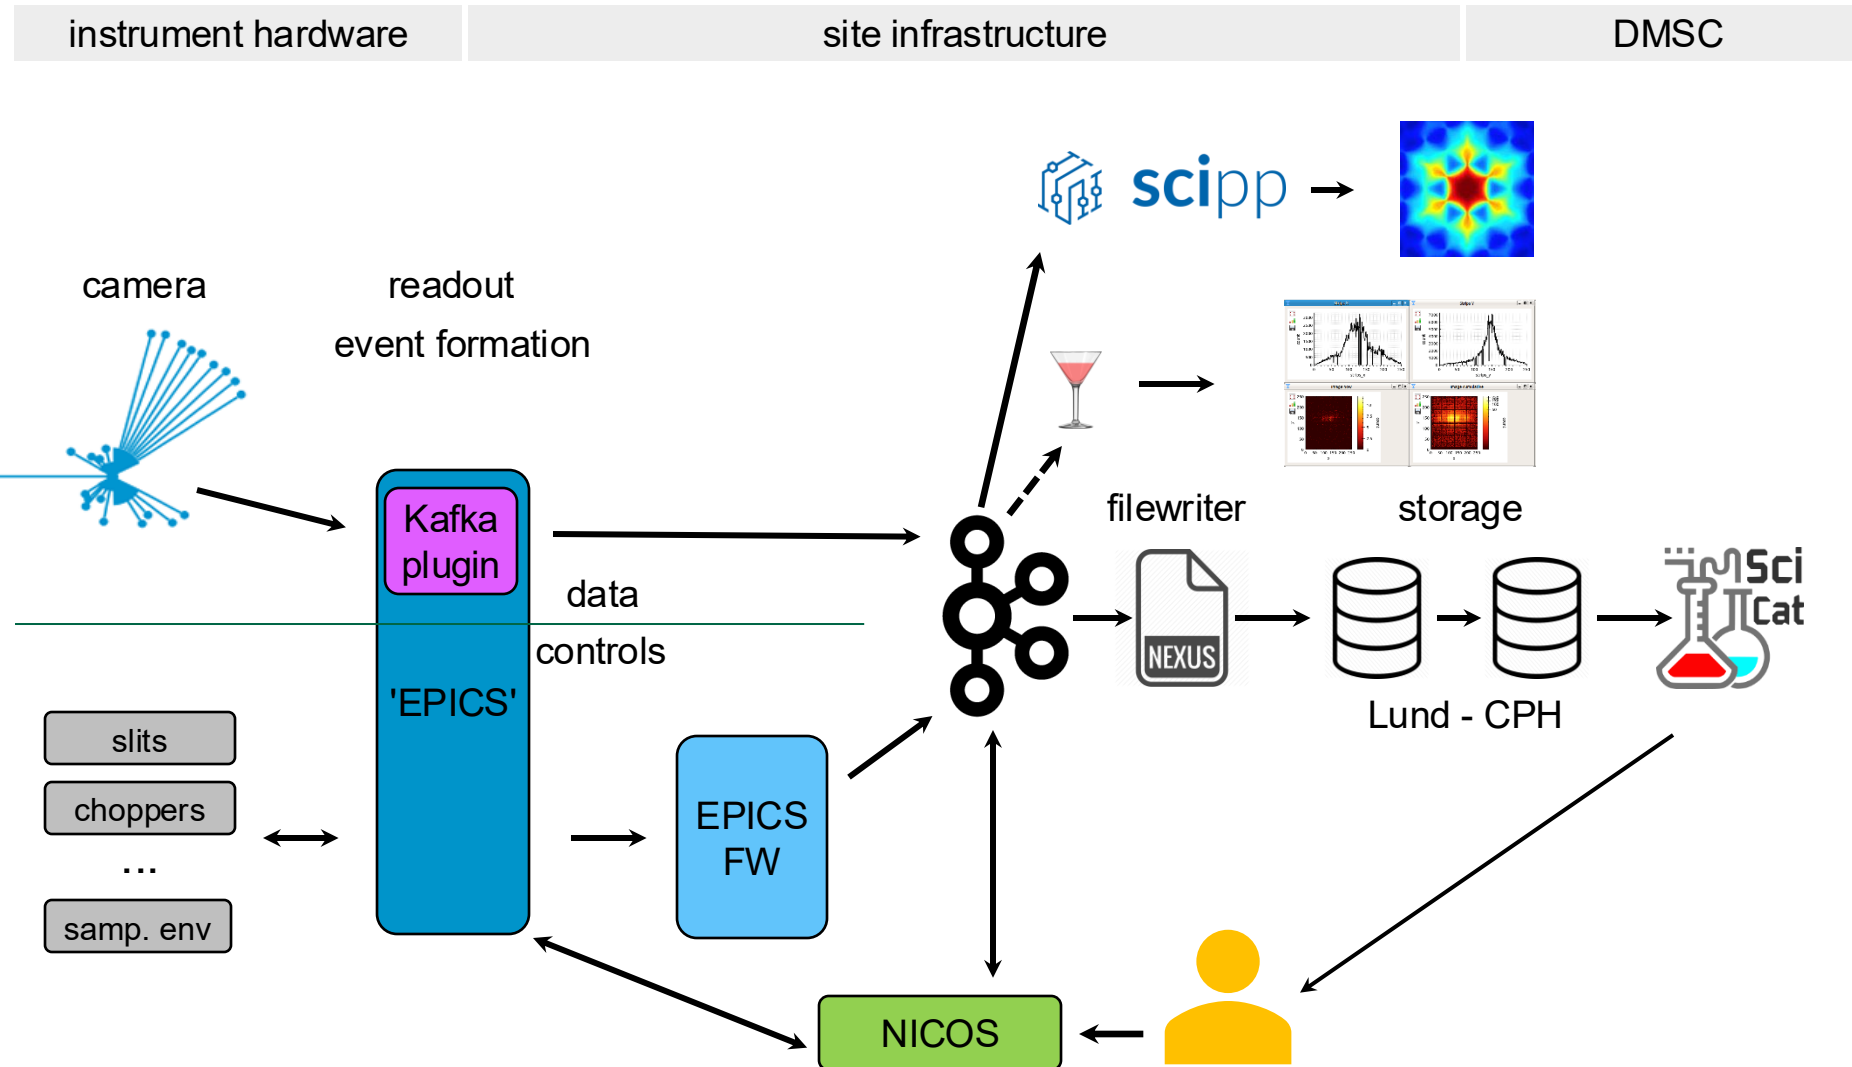 instrument hardware
site infrastructure
DMSC
scipp
camera
readout
event formation
Kafka
plugin
data
controls
'EPICS'
slits
choppers
...
samp. env
EPICS
FW
filewriter
storage
NEXUS
Sci
Cat
Lund - CPH
NICOS